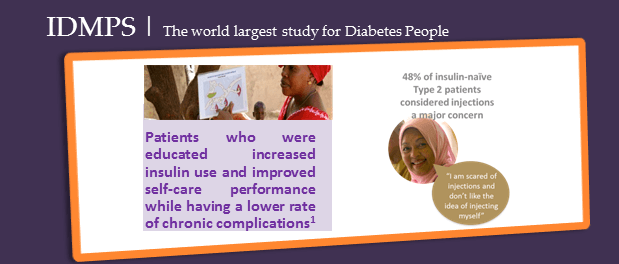 IDMPS | The world largest study for Diabetes People
Patients who were
educated increased
insulin use and improved
self-care performance
while having a lower rate
of chronic complications1
48% of insulin-naïve
Type 2 patients
considered injections
a major concern
"I am scared of
injections and
don't like the
idea of injecting
myself"